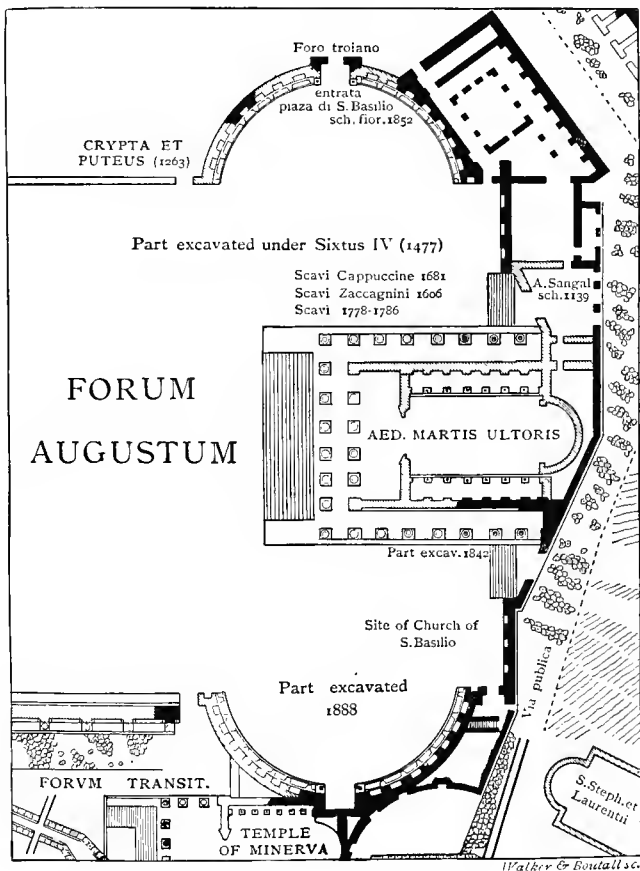 Foro troiano
entrata
piaza di S. Basilio
sch. fior. 1852
CRYPTA ET
PUTEUS (1263)
Part excavated under Sixtus IV (1477)
Scavi Cappuccine 1681
Scavi Zaccagnini 1606
Scavi 1778-1786
A. Sangal
sch. 1139
FORUM
AUGUSTUM
AED. MARTIS ULTORIS
Part excav. 1842
Site of Church of
S. Basilio
Via publica
Part excavated
1888
S. Steph. et
Laurentii
FORVM TRANSIT.
TEMPLE
OF MINERVA
Walker & Boutall sc.